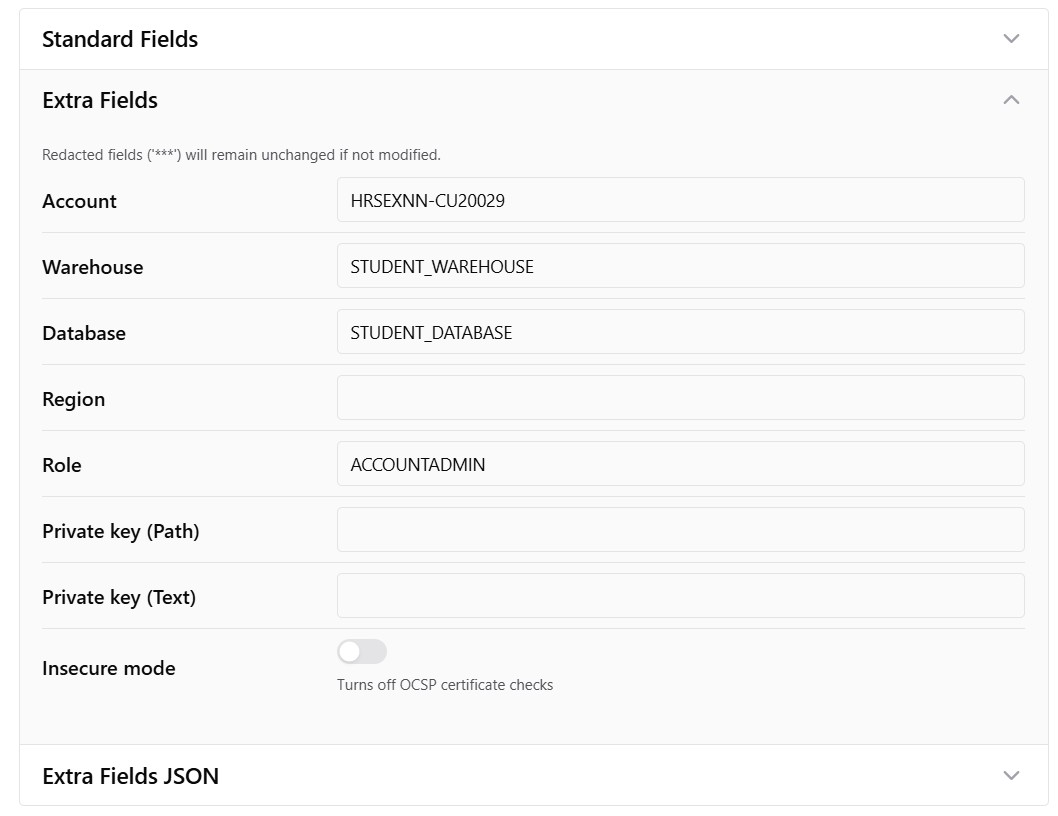 Standard Fields
Extra Fields
Redacted fields ('***') will remain unchanged if not modified.
Account
HRSEXNN-CU20029
Warehouse
STUDENT_WAREHOUSE
Database
STUDENT_DATABASE
Region
Role
ACCOUNTADMIN
Private key (Path)
Private key (Text)
Insecure mode
Turns off OCSP certificate checks
Extra Fields JSON